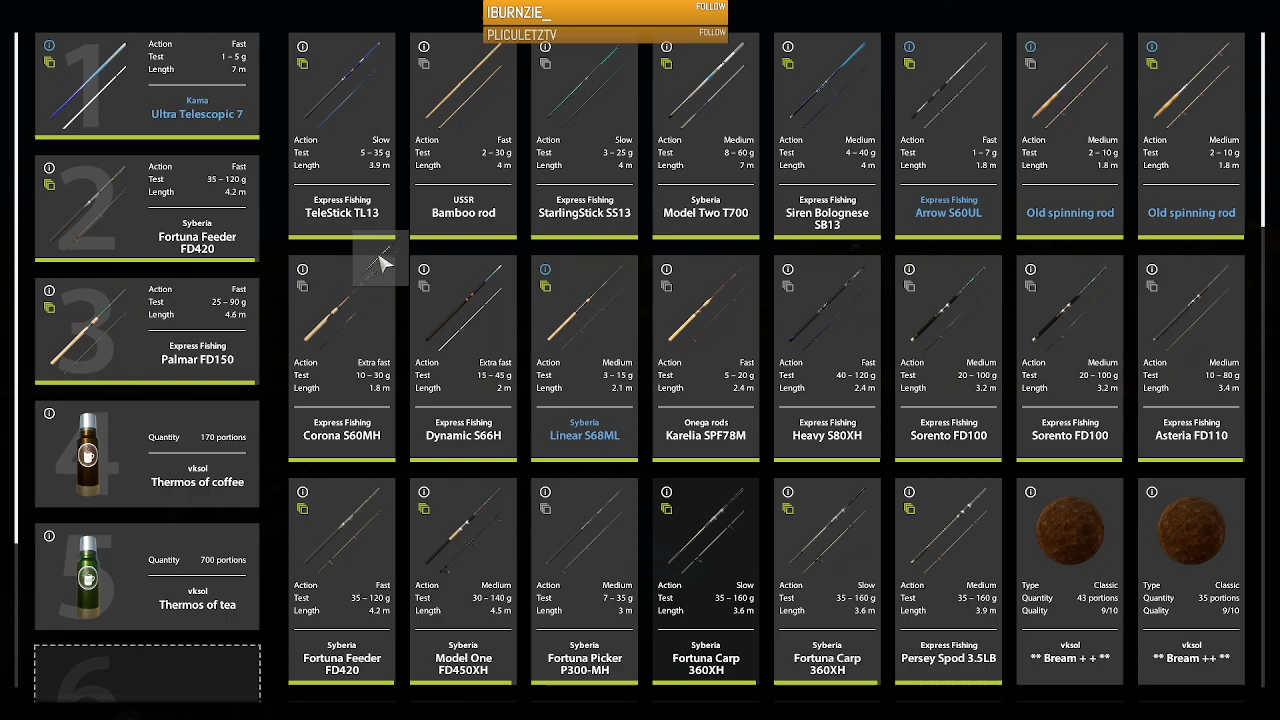 IBURNZIE_ FOLLOW
PLICULETZTV FOLLOW
1
Action Fast
Test 1 – 5 g
Length 7 m
Kama
Ultra Telescopic 7
2
Action Fast
Test 35 – 120 g
Length 4.2 m
Syberia
Fortuna Feeder
FD420
3
Action Fast
Test 25 – 90 g
Length 4.6 m
Express Fishing
Palmar FD150
4
Quantity 170 portions
vksol
Thermos of coffee
5
Quantity 700 portions
vksol
Thermos of tea
6
Action Slow
Test 5 – 35 g
Length 3.9 m
Express Fishing
TeleStick TL13
Action Fast
Test 2 – 30 g
Length 4 m
USSR
Bamboo rod
Action Slow
Test 3 – 25 g
Length 4 m
Express Fishing
StarlingStick SS13
Action Medium
Test 8 – 60 g
Length 7 m
Syberia
Model Two T700
Action Medium
Test 4 – 40 g
Length 4 m
Express Fishing
Siren Bolognese
SB13
Action Fast
Test 1 – 7 g
Length 1.8 m
Express Fishing
Arrow S60UL
Action Medium
Test 2 – 10 g
Length 1.8 m
Old spinning rod
Action Medium
Test 2 – 10 g
Length 1.8 m
Old spinning rod
Action Extra fast
Test 10 – 30 g
Length 1.8 m
Express Fishing
Corona S60MH
Action Extra fast
Test 15 – 45 g
Length 2 m
Express Fishing
Dynamic S66H
Action Medium
Test 3 – 15 g
Length 2.1 m
Syberia
Linear S68ML
Action Fast
Test 5 – 20 g
Length 2.4 m
Onega rods
Karelia SPF78M
Action Fast
Test 40 – 120 g
Length 2.4 m
Express Fishing
Heavy S80XH
Action Medium
Test 20 – 100 g
Length 3.2 m
Express Fishing
Sorento FD100
Action Medium
Test 20 – 100 g
Length 3.2 m
Express Fishing
Sorento FD100
Action Medium
Test 10 – 80 g
Length 3.4 m
Express Fishing
Asteria FD110
Action Fast
Test 35 – 120 g
Length 4.2 m
Syberia
Fortuna Feeder
FD420
Action Medium
Test 30 – 140 g
Length 4.5 m
Syberia
Model One
FD450XH
Action Medium
Test 7 – 35 g
Length 3 m
Syberia
Fortuna Picker
P300-MH
Action Slow
Test 35 – 160 g
Length 3.6 m
Syberia
Fortuna Carp
360XH
Action Slow
Test 35 – 160 g
Length 3.6 m
Syberia
Fortuna Carp
360XH
Action Medium
Test 35 – 160 g
Length 3.9 m
Express Fishing
Persey Spod 3.5LB
Type Classic
Quantity 43 portions
Quality 9/10
vksol
** Bream + + **
Type Classic
Quantity 35 portions
Quality 9/10
vksol
** Bream ++ **